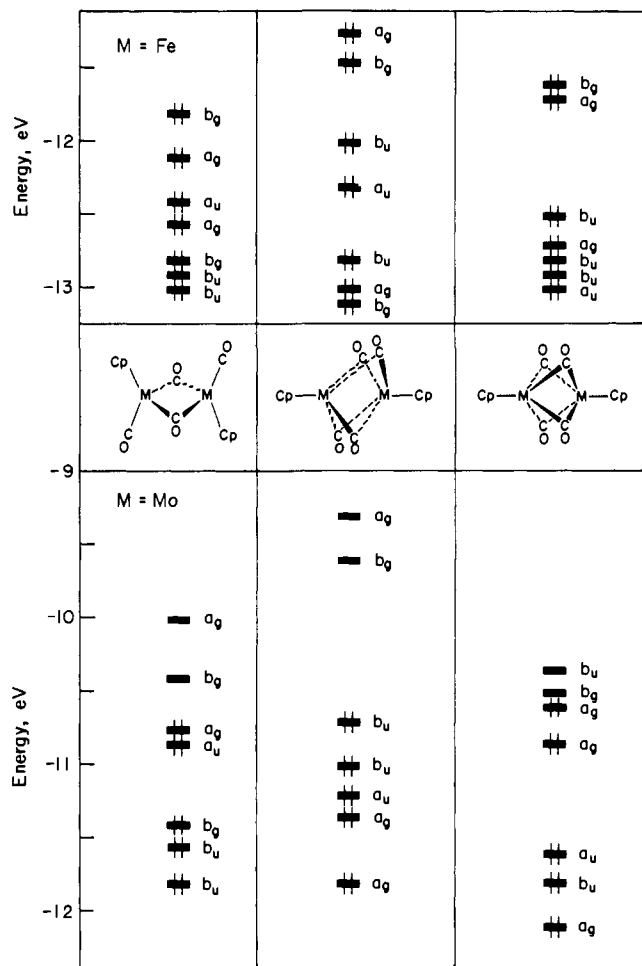 M = Fe
Energy, eV
-12
-13
b_g
a_g
a_u
a_g
b_g
b_u
b_u
a_g
b_g
b_u
a_u
b_u
a_g
b_g
b_g
a_g
b_u
a_g
b_u
b_u
a_u
Cp O
C
O
C
M M
C
O
C
O Cp
O O
C C
Cp M M Cp
C C
O O
O O
C C
Cp M M Cp
C C
O O
M = Mo
Energy, eV
-9
-10
-11
-12
a_g
b_g
a_g
a_u
b_g
b_u
b_u
a_g
b_g
b_u
b_u
a_u
a_g
a_g
b_u
b_g
a_g
a_g
a_u
b_u
a_g